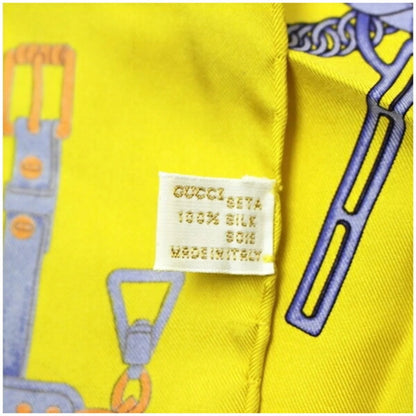 GUCCI SETA
100% SILK
SOIE
MADE IN ITALY